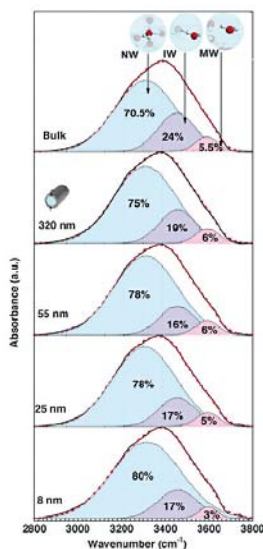 NW IW MW
70.5%
24%
5.5%
Bulk
75%
19%
6%
320 nm
78%
16%
6%
55 nm
78%
17%
5%
25 nm
80%
17%
3%
8 nm
2800 3200 3400 3600 3800
Wavenumber (cm⁻¹)
Absorbance (a.u.)